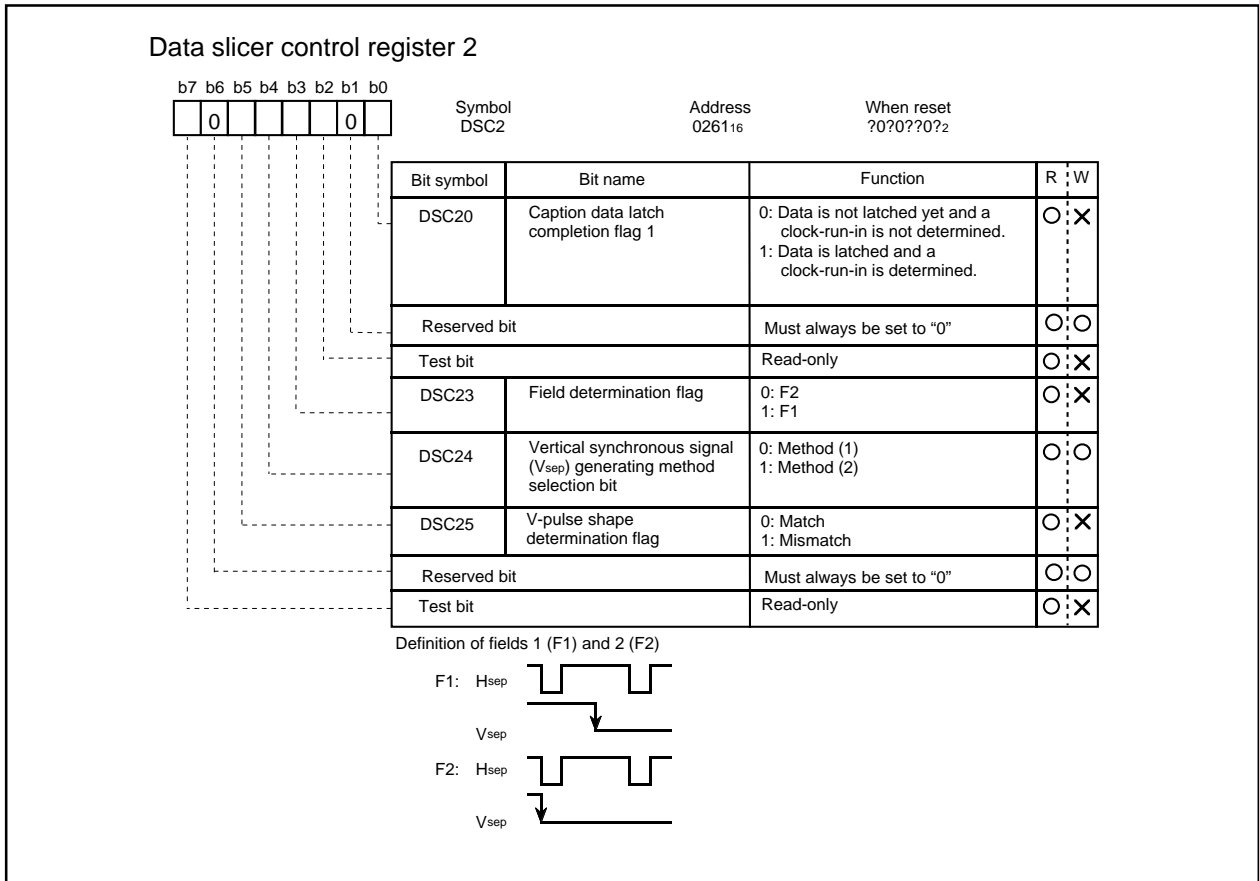 Data slicer control register 2
b7 b6 b5 b4 b3 b2 b1 b0
0 0
Symbol Address When reset
DSC2 026116 ?0?0??0?2
Bit symbol Bit name Function R W
DSC20 Caption data latch 0: Data is not latched yet and a
completion flag 1 clock-run-in is not determined.
1: Data is latched and a
clock-run-in is determined.
Reserved bit Must always be set to “0”
Test bit Read-only
DSC23 Field determination flag 0: F2
1: F1
DSC24 Vertical synchronous signal 0: Method (1)
(Vsep) generating method 1: Method (2)
selection bit
DSC25 V-pulse shape 0: Match
determination flag 1: Mismatch
Reserved bit Must always be set to “0”
Test bit Read-only
Definition of fields 1 (F1) and 2 (F2)
F1: Hsep
Vsep
F2: Hsep
Vsep